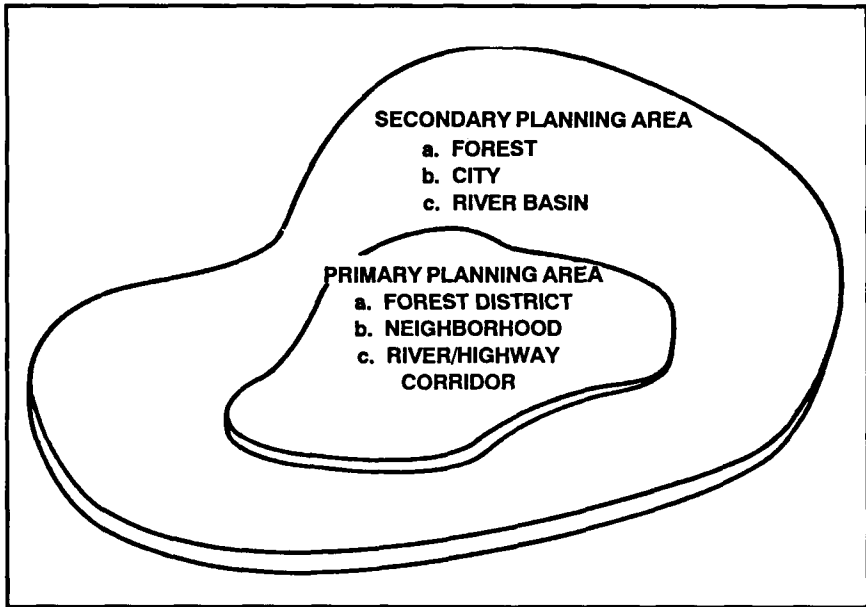 SECONDARY PLANNING AREA
a. FOREST
b. CITY
c. RIVER BASIN
PRIMARY PLANNING AREA
a. FOREST DISTRICT
b. NEIGHBORHOOD
c. RIVER/HIGHWAY
CORRIDOR